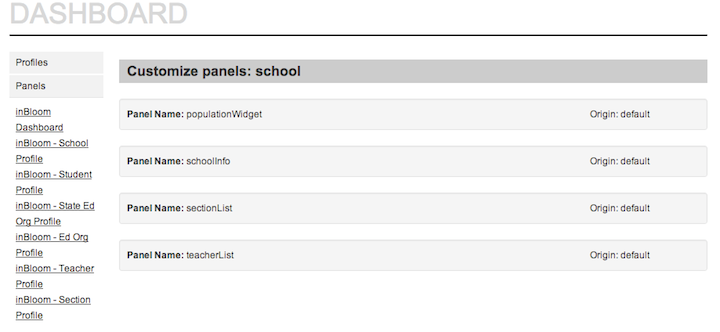 DASHBOARD
Profiles
Panels
inBloom
Dashboard
inBloom - School
Profile
inBloom - Student
Profile
inBloom - State Ed
Org Profile
inBloom - Ed Org
Profile
inBloom - Teacher
Profile
inBloom - Section
Profile
Customize panels: school
Panel Name: populationWidget Origin: default
Panel Name: schoolInfo Origin: default
Panel Name: sectionList Origin: default
Panel Name: teacherList Origin: default